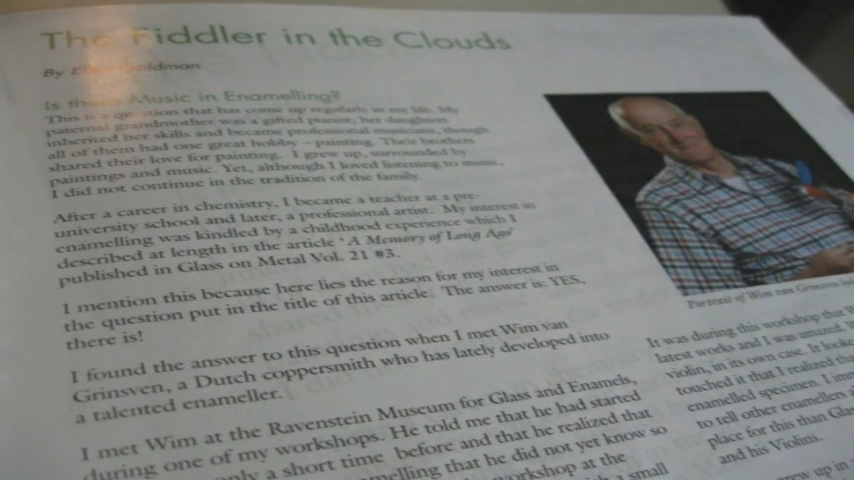 The Fiddler in the Clouds
By Goldman
Is there Music in Enamelling?
This is a question that has come up regularly in my life. My
paternal grandmother was a gifted pianist; her daughters
inherited her skills and became professional musicians, though
all of them had one great hobby – painting. Their brothers
shared their love for painting. I grew up, surrounded by
paintings and music. Yet, although I loved listening to music,
I did not continue in the tradition of the family.
After a career in chemistry, I became a teacher at a pre-
university school and later, a professional artist. My interest in
enamelling was kindled by a childhood experience which I
described at length in the article ‘A Memory of Long Ago’
published in Glass on Metal Vol. 21 #3.
I mention this because here lies the reason for my interest in
the question put in the title of this article. The answer is: YES,
there is!
I found the answer to this question when I met Wim van
Grinsven, a Dutch coppersmith who has lately developed into
a talented enameller.
I met Wim at the Ravenstein Museum for Glass and Enamels,
during one of my workshops. He told me that he had started
only a short time before and that he realized that
melling that he did not yet know so
workshop at the
h a small
Portrait of Wim van Grinsven
It was during this workshop that
latest works and I was amazed.
violin, in its own case. It looke
touched it that I realized tha
enamelled specimen. I imm
to tell other enamellers a
place for this than Glas
and his Violins.
grew up in